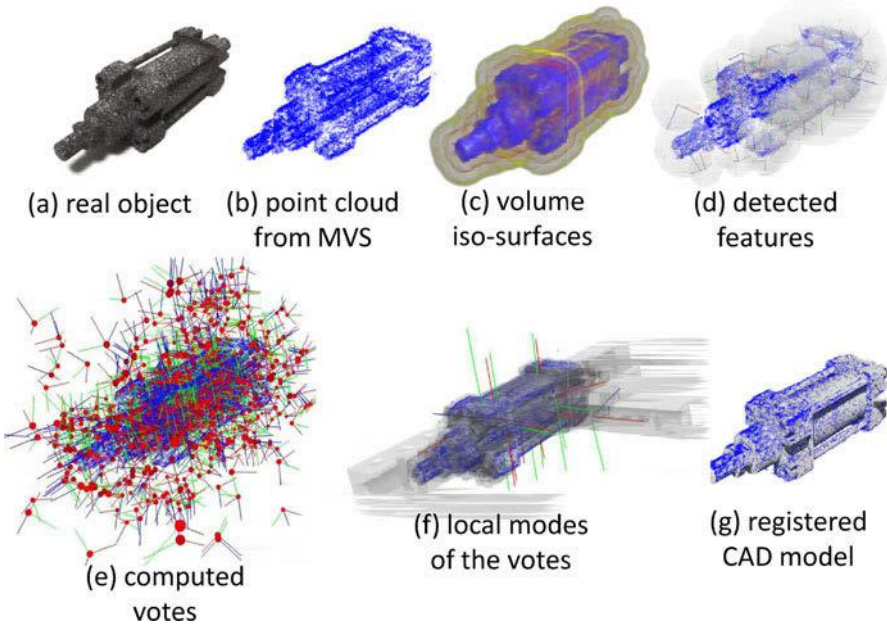 (a) real object
(b) point cloud
from MVS
(c) volume
iso-surfaces
(d) detected
features
(e) computed
votes
(f) local modes
of the votes
(g) registered
CAD model